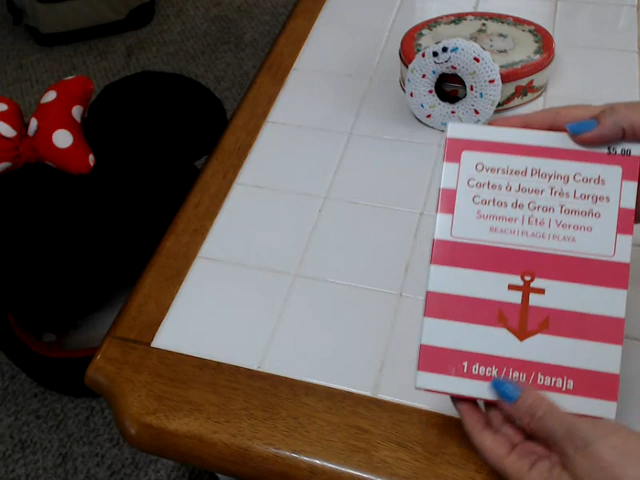 $5.00
Oversized Playing Cards
Cartes à Jouer Très Larges
Cartas de Gran Tamaño
Summer | Été | Verano
BEACH | PLAGE | PLAYA
1 deck / jeu / baraja